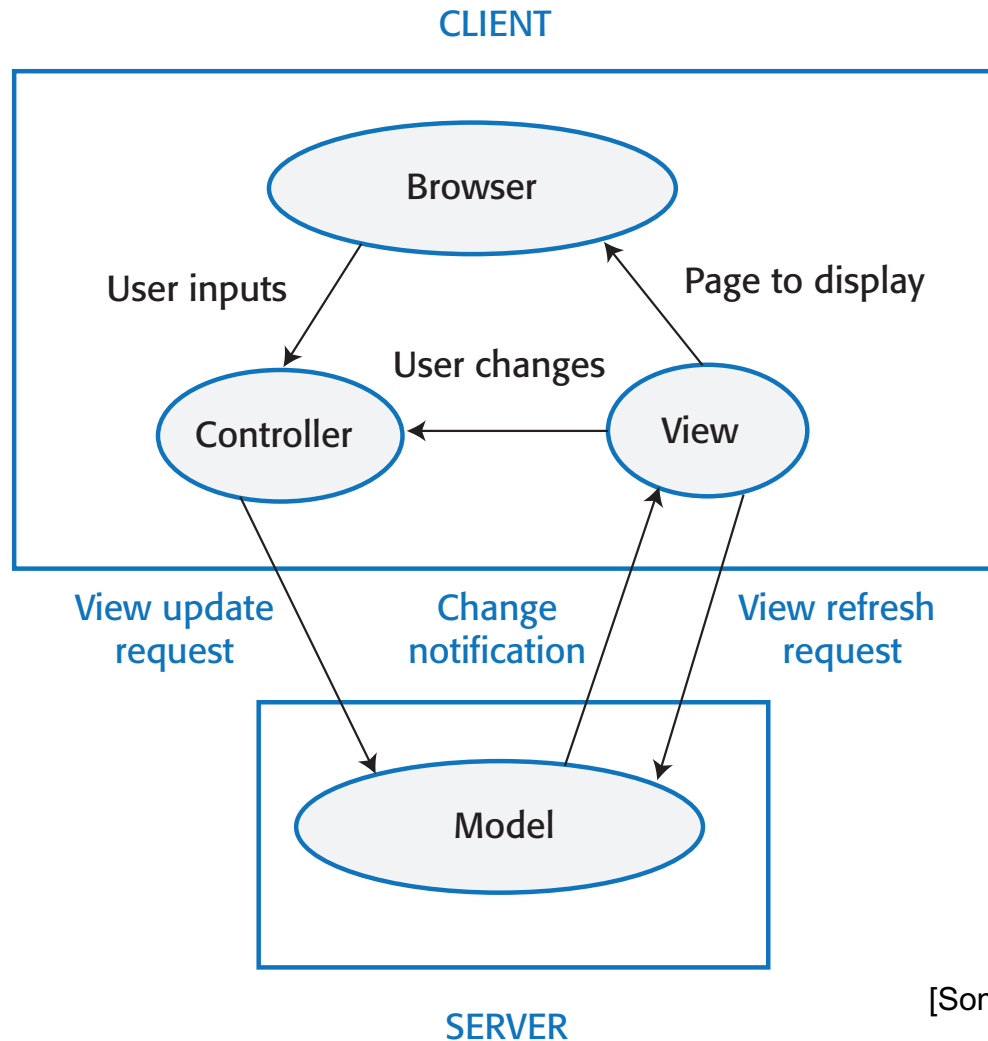 CLIENT
Browser
User inputs
Page to display
User changes
Controller
View
View update
request
Change
notification
View refresh
request
Model
SERVER